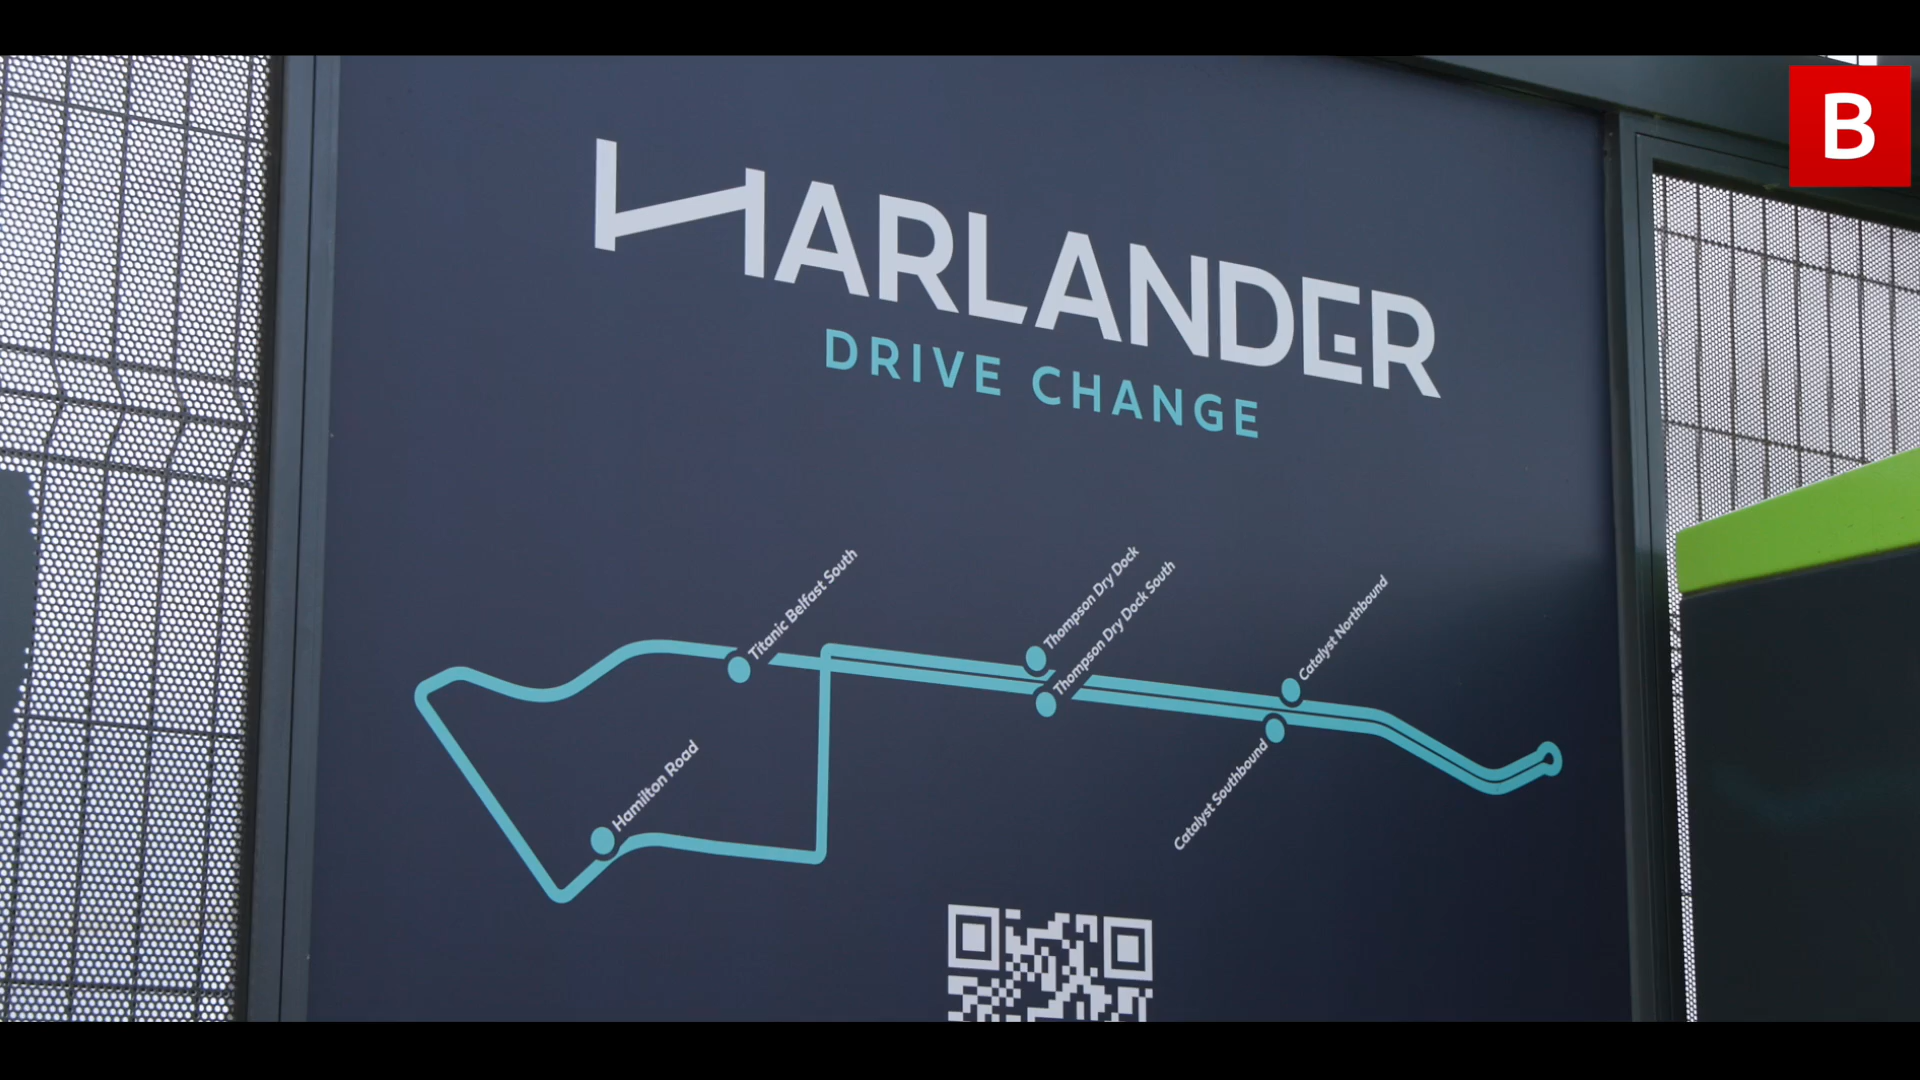 B
HARLANDER
DRIVE CHANGE
Titanic Belfast South
Thompson Dry Dock
Thompson Dry Dock South
Catalyst Northbound
Hamilton Road
Catalyst Southbound